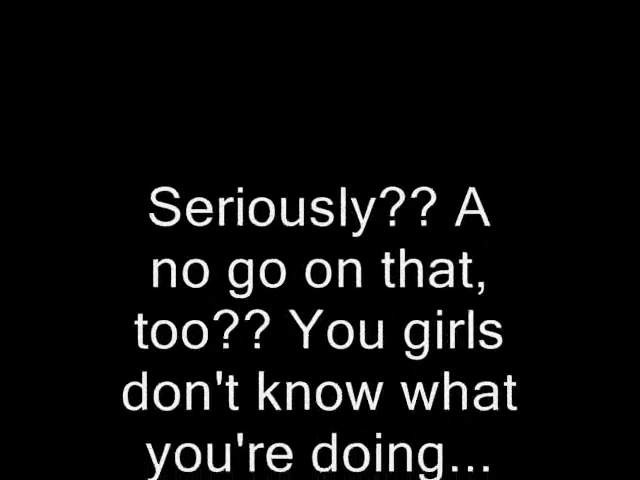 Seriously?? A
no go on that,
too?? You girls
don't know what
you're doing...